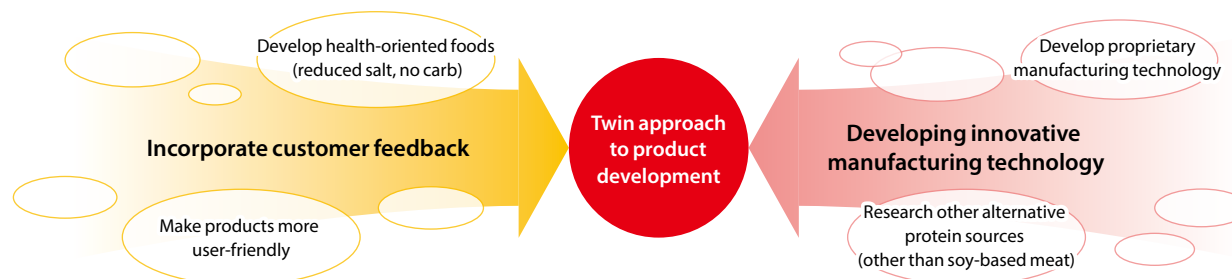 Develop health-oriented foods
(reduced salt, no carb)
Incorporate customer feedback
Make products more
user-friendly
Twin approach
to product
development
Develop proprietary
manufacturing technology
Developing innovative
manufacturing technology
Research other alternative
protein sources
(other than soy-based meat)